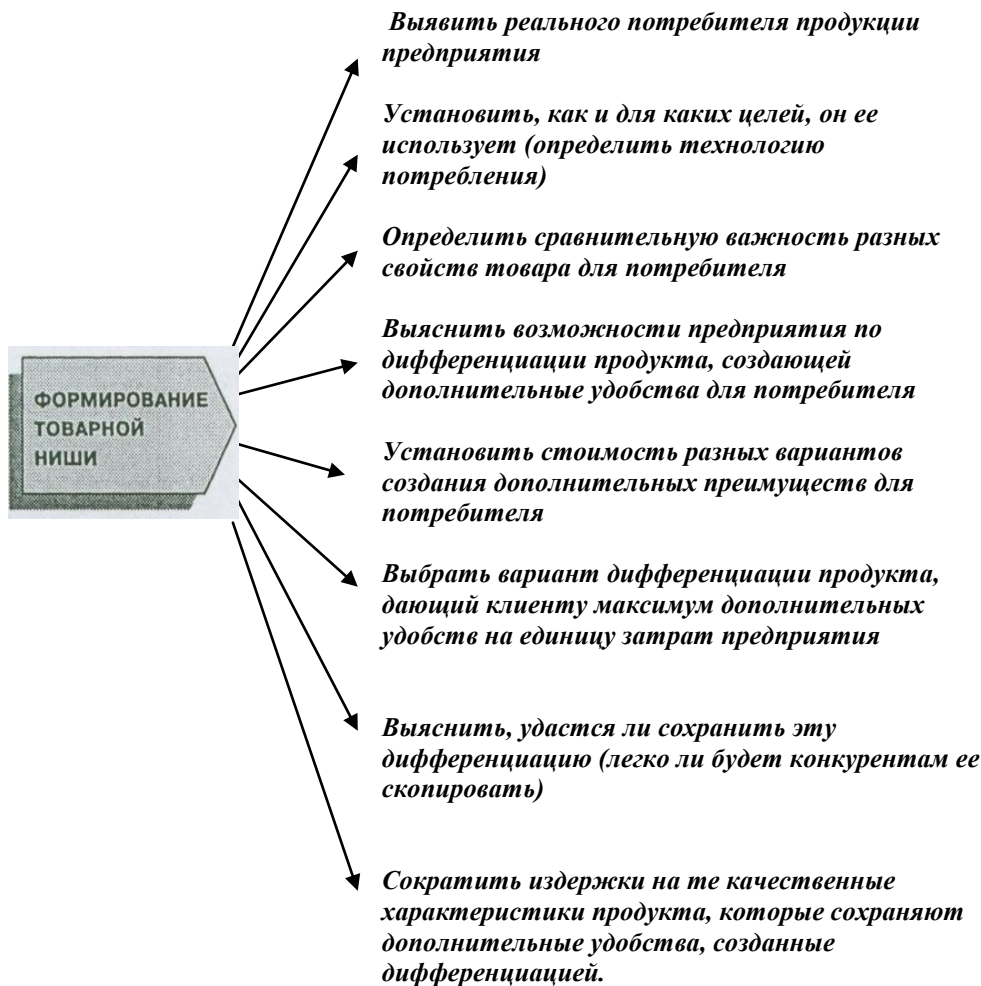 Выявить реального потребителя продукции
предприятия
Установить, как и для каких целей, он ее
использует (определить технологию
потребления)
Определить сравнительную важность разных
свойств товара для потребителя
Выяснить возможности предприятия по
дифференциации продукта, создающей
дополнительные удобства для потребителя
ФОРМИРОВАНИЕ
ТОВАРНОЙ
НИШИ
Установить стоимость разных вариантов
создания дополнительных преимуществ для
потребителя
Выбрать вариант дифференциации продукта,
дающий клиенту максимум дополнительных
удобств на единицу затрат предприятия
Выяснить, удастся ли сохранить эту
дифференциацию (легко ли будет конкурентам ее
скопировать)
Сократить издержки на те качественные
характеристики продукта, которые сохраняют
дополнительные удобства, созданные
дифференциацией.